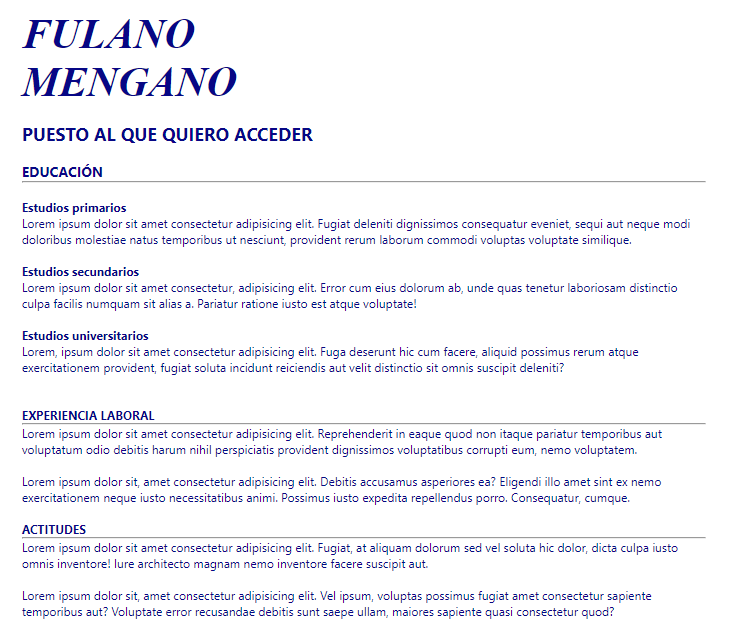 FULANO
MENGANO
PUESTO AL QUE QUIERO ACCEDER
EDUCACIÓN
Estudios primarios
Lorem ipsum dolor sit amet consectetur adipisicing elit. Fugiat deleniti dignissimos consequatur eveniet, sequi aut neque modi
doloribus molestiae natus temporibus ut nesciunt, provident rerum laborum commodi voluptas voluptate similique.
Estudios secundarios
Lorem ipsum dolor sit amet consectetur, adipisicing elit. Error cum eius dolorum ab, unde quas tenetur laboriosam distinctio
culpa facilis numquam sit alias a. Pariatur ratione iusto est atque voluptate!
Estudios universitarios
Lorem, ipsum dolor sit amet consectetur adipisicing elit. Fuga deserunt hic cum facere, aliquid possimus rerum atque
exercitationem provident, fugiat soluta incidunt reiciendis aut velit distinctio sit omnis suscipit deleniti?
EXPERIENCIA LABORAL
Lorem ipsum dolor sit amet consectetur adipisicing elit. Reprehenderit in eaque quod non itaque pariatur temporibus aut
voluptatum odio debitis harum nihil perspiciatis provident dignissimos voluptatibus corrupti eum, nemo voluptatem.
Lorem ipsum dolor sit, amet consectetur adipisicing elit. Debitis accusamus asperiores ea? Eligendi illo amet sint ex nemo
exercitationem neque iusto necessitatibus animi. Possimus iusto expedita repellendus porro. Consequatur, cumque.
ACTITUDES
Lorem ipsum dolor sit amet consectetur adipisicing elit. Fugiat, at aliquam dolorum sed vel soluta hic dolor, dicta culpa iusto
omnis inventore! Iure architecto magnam nemo inventore facere suscipit aut.
Lorem ipsum dolor sit, amet consectetur adipisicing elit. Vel ipsum, voluptas possimus fugiat amet consectetur sapiente
temporibus aut? Voluptate error recusandae debitis sunt saepe ullam, maiores sapiente quasi consectetur quod?